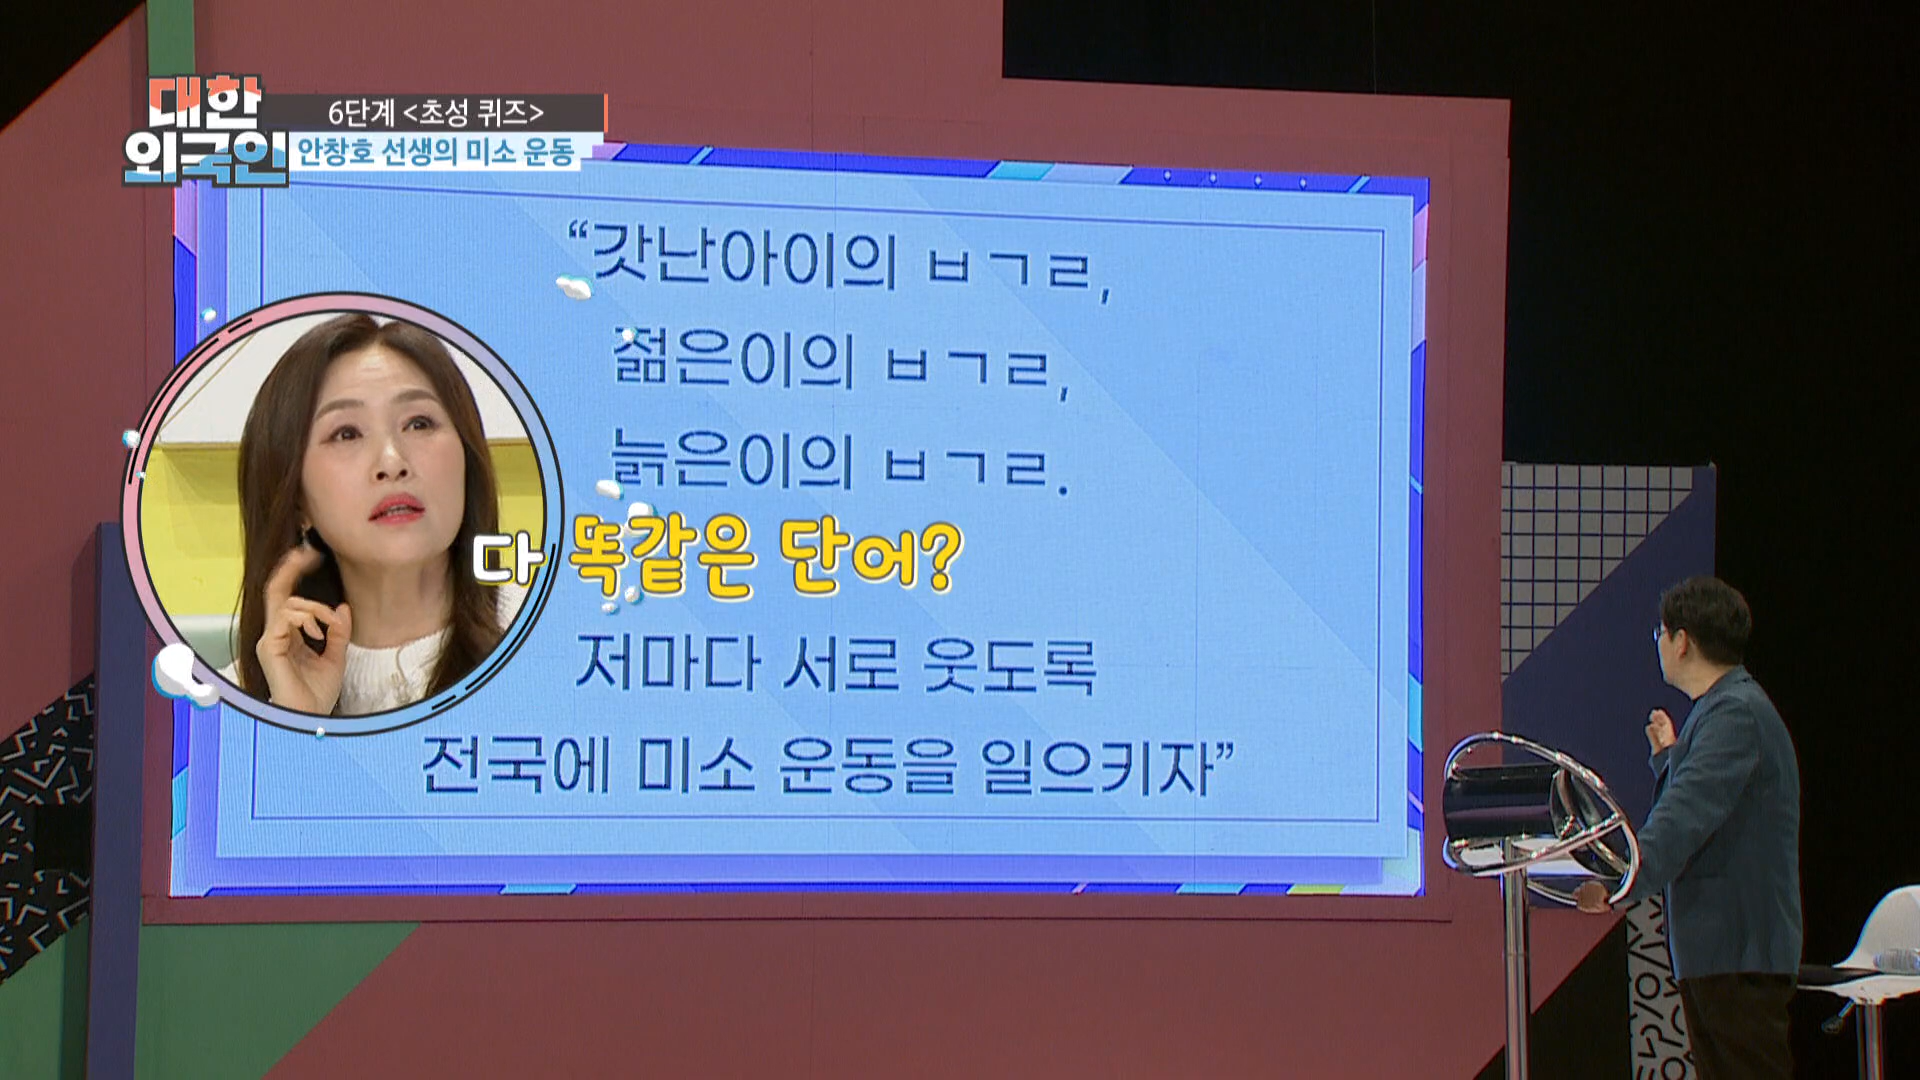 대한
외국인
6단계 <초성 퀴즈>
안창호 선생의 미소 운동
“갓난아이의 ㅂㄱㄹ,
젊은이의 ㅂㄱㄹ,
늙은이의 ㅂㄱㄹ.
다 똑같은 단어?
저마다 서로 웃도록
전국에 미소 운동을 일으키자”